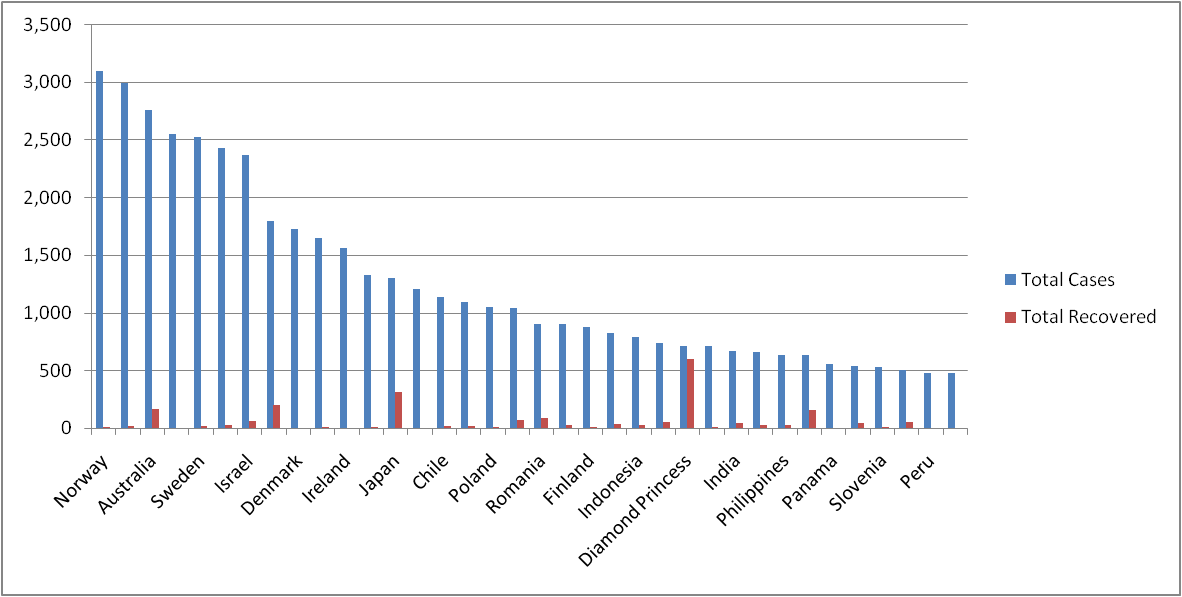 3,500
3,000
2,500
2,000
1,500
1,000
500
0
Norway
Australia
Sweden
Israel
Denmark
Ireland
Japan
Chile
Poland
Romania
Finland
Indonesia
Diamond Princess
India
Philippines
Panama
Slovenia
Peru
Total Cases
Total Recovered